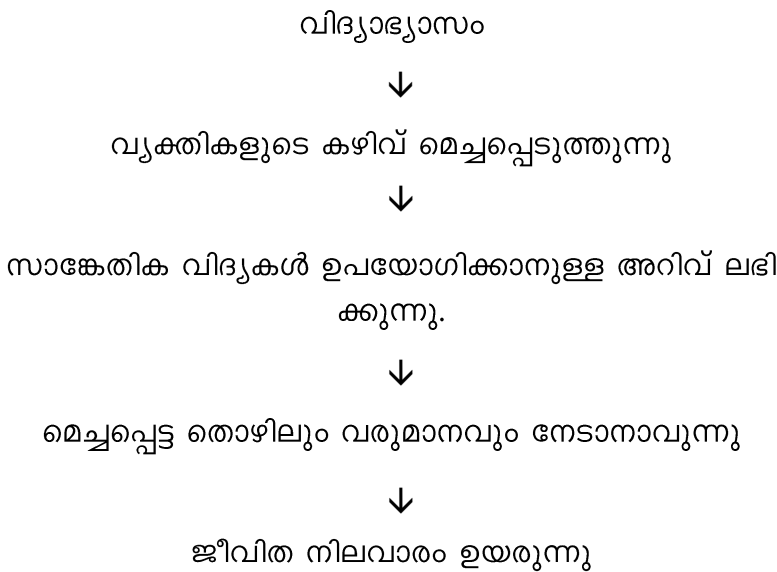 വിദ്യാഭ്യാസം
↓
വ്യക്തികളുടെ കഴിവ് മെച്ചപ്പെടുത്തുന്നു
↓
സാങ്കേതിക വിദ്യകൾ ഉപയോഗിക്കാനുള്ള അറിവ് ലഭി
ക്കുന്നു.
↓
മെച്ചപ്പെട്ട തൊഴിലും വരുമാനവും നേടാനാവുന്നു
↓
ജീവിത നിലവാരം ഉയരുന്നു